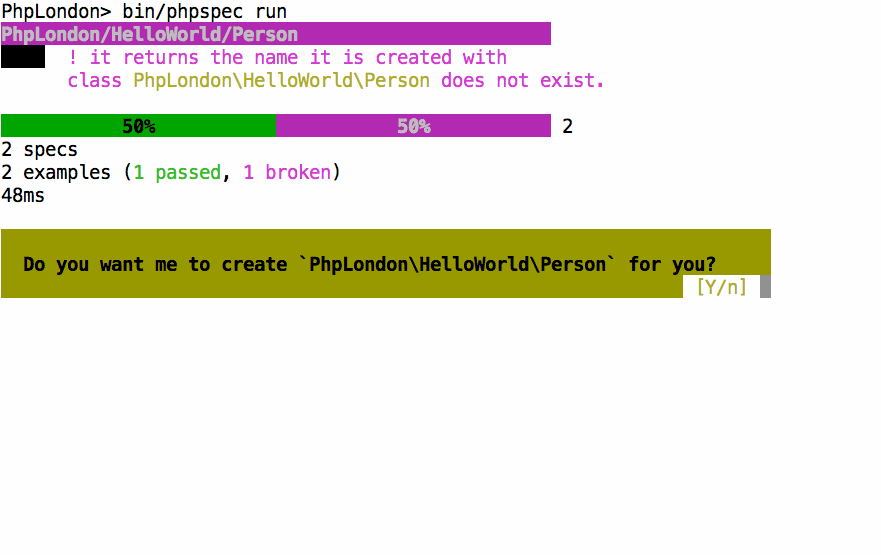 PhpLondon> bin/phpspec run
PhpLondon/HelloWorld/Person
! it returns the name it is created with
class PhpLondon\HelloWorld\Person does not exist.
50% 50% 2
2 specs
2 examples (1 passed, 1 broken)
48ms
Do you want me to create `PhpLondon\HelloWorld\Person` for you?
[Y/n]